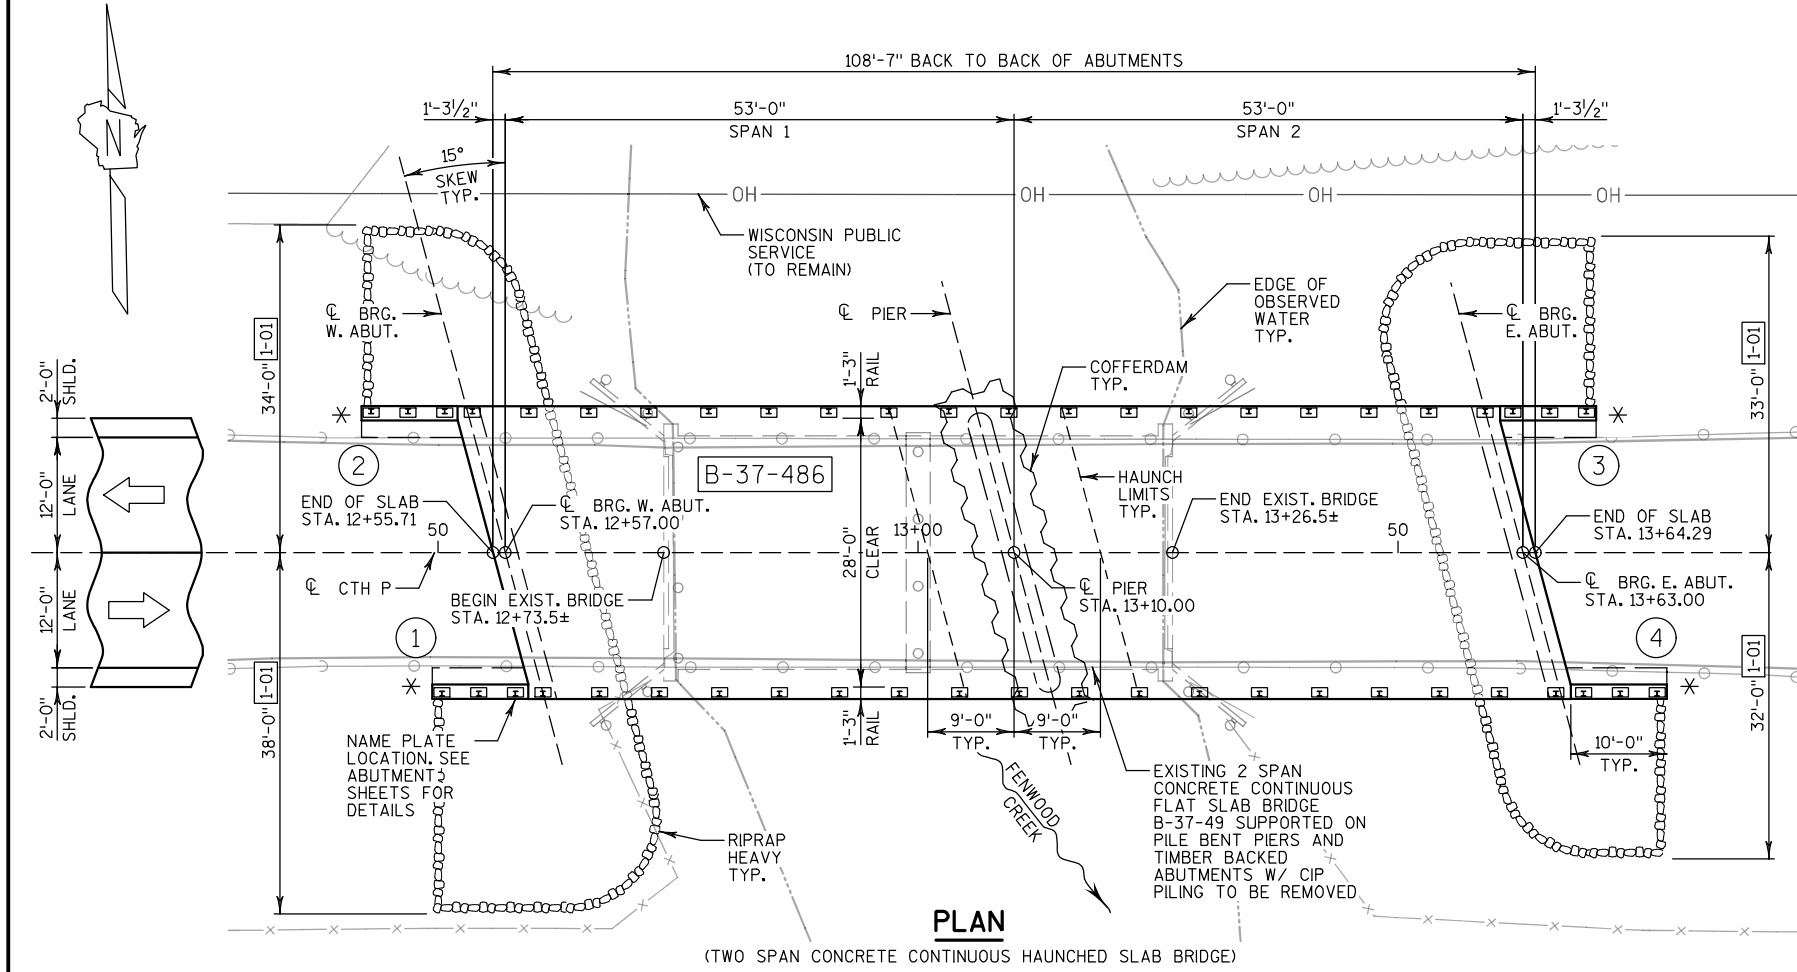 108'-7" BACK TO BACK OF ABUTMENTS
1'-3½"
53'-0"
SPAN 1
53'-0"
SPAN 2
1'-3½"
N
15°
SKEW
TYP.
OH
OH
OH
OH
WISCONSIN PUBLIC
SERVICE
(TO REMAIN)
℄ BRG.
W. ABUT.
℄ PIER
EDGE OF
OBSERVED
WATER
TYP.
℄ BRG.
E. ABUT.
34'-0" 1-01
33'-0" 1-01
2'-0"
SHLD.
1'-3"
RAIL
COFFERDAM
TYP.
*
*
2
3
B-37-486
HAUNCH
LIMITS
TYP.
12'-0"
LANE
END OF SLAB
STA. 12+55.71
℄ BRG. W. ABUT.
STA. 12+57.00
END EXIST. BRIDGE
STA. 13+26.5±
END OF SLAB
STA. 13+64.29
50
13+00
50
28'-0"
CLEAR
℄ CTH P
BEGIN EXIST. BRIDGE
STA. 12+73.5±
℄ PIER
STA. 13+10.00
℄ BRG. E. ABUT.
STA. 13+63.00
12'-0"
LANE
1
4
*
*
2'-0"
SHLD.
38'-0" 1-01
32'-0" 1-01
1'-3"
RAIL
9'-0"
TYP.
9'-0"
TYP.
10'-0"
TYP.
NAME PLATE
LOCATION. SEE
ABUTMENT
SHEETS FOR
DETAILS
FENWOOD
CREEK
EXISTING 2 SPAN
CONCRETE CONTINUOUS
FLAT SLAB BRIDGE
B-37-49 SUPPORTED ON
PILE BENT PIERS AND
TIMBER BACKED
ABUTMENTS W/ CIP
PILING TO BE REMOVED
RIPRAP
HEAVY
TYP.
PLAN
(TWO SPAN CONCRETE CONTINUOUS HAUNCHED SLAB BRIDGE)